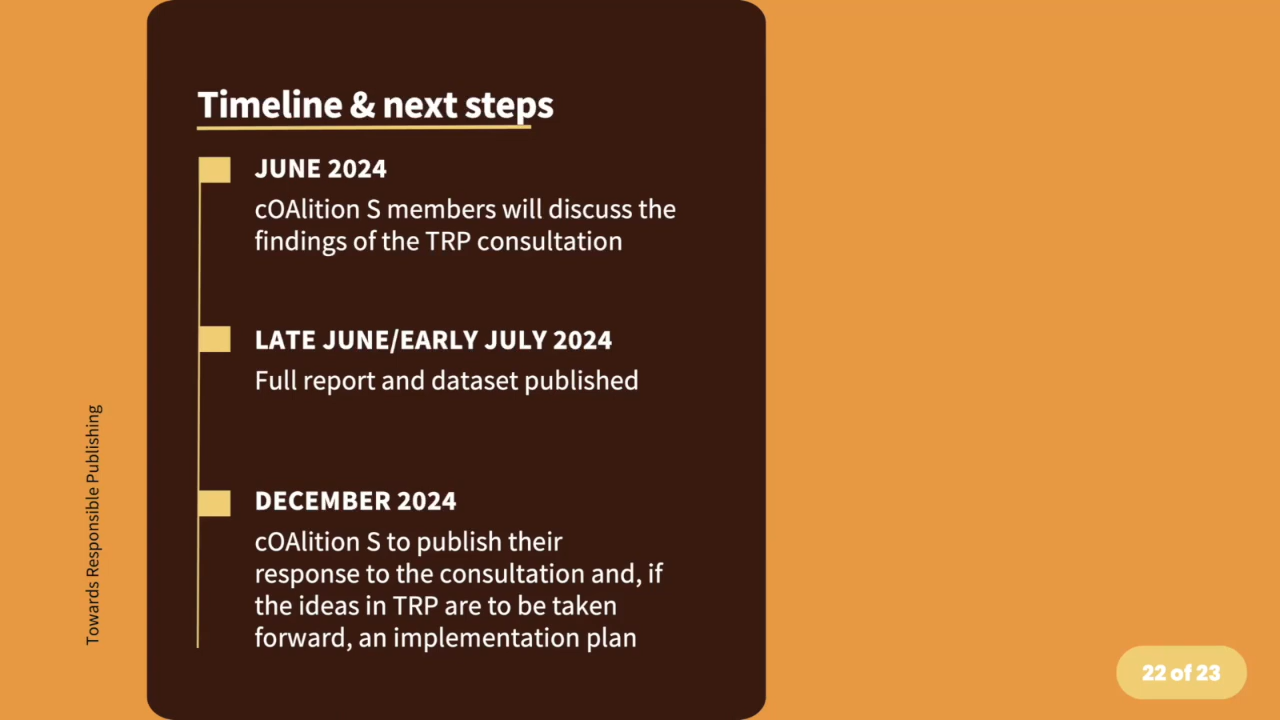 Timeline & next steps
JUNE 2024
cOAlition S members will discuss the
findings of the TRP consultation
LATE JUNE/EARLY JULY 2024
Full report and dataset published
DECEMBER 2024
cOAlition S to publish their
response to the consultation and, if
the ideas in TRP are to be taken
forward, an implementation plan
Towards Responsible Publishing
22 of 23